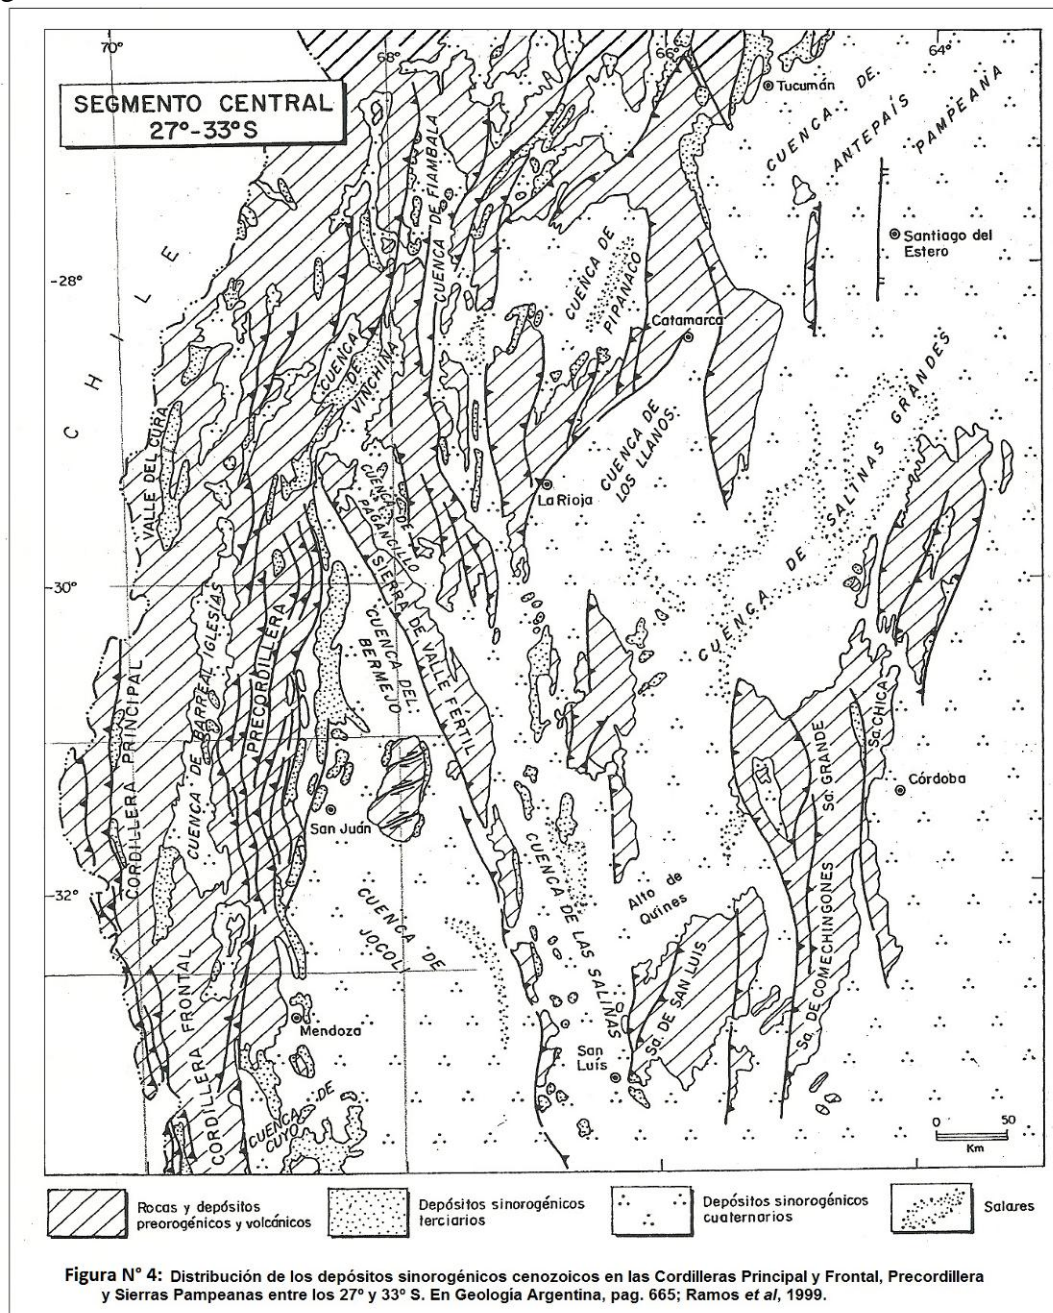 70°
68°
66°
64°
SEGMENTO CENTRAL
27°-33°S
Tucumán
CUENCA DE
ANTEPAÍS
PAMPEANA
CUENCA DE FIAMBALA
Santiago del
Estero
CHILE
-28°
CUENCA DE
PIPANACO
Catamarca
CUENCA
DE
VINCHINA
VALLE DEL CURA
CUENCA DE
LOS LLANOS
La Rioja
CUENCA DE
PAGANCILLO
CUENCA DE SALINAS GRANDES
-30°
SIERRA DE VALLE FÉRTIL
CUENCA DEL
BERMEJO
PRECORDILLERA
CUENCA DE BARREAL IGLESIAS
CORDILLERA PRINCIPAL
Sa. CHICA
Sa. GRANDE
Córdoba
San Juán
-32°
CUENCA DE
JOCOLÍ
CUENCA DE LAS SALINAS
Alto de
Quines
Sa. DE SAN LUIS
Sa. DE COMECHINGONES
CORDILLERA FRONTAL
Mendoza
San
Luís
CUENCA DE
CUYO
0 50
Km
Rocas y depósitos
preorogénicos y volcánicos
Depósitos sinorogénicos
terciarios
Depósitos sinorogénicos
cuaternarios
Salares
Figura N° 4: Distribución de los depósitos sinorogénicos cenozoicos en las Cordilleras Principal y Frontal, Precordillera
y Sierras Pampeanas entre los 27º y 33º S. En Geología Argentina, pag. 665; Ramos et al, 1999.